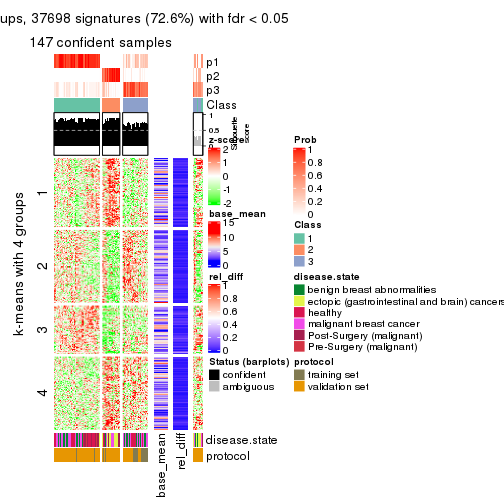 ups, 37698 signatures (72.6%) with fdr < 0.05
147 confident samples
p1
p2
p3
Class
1
0.5
0
Silhouette
score
k-means with 4 groups
1
2
3
4
disease.state
protocol
base_mean
rel_diff
z-score
2
1
0
-1
-2
base_mean
15
10
5
0
rel_diff
1
0.8
0.6
0.4
0.2
0
Status (barplots)
confident
ambiguous
Prob
1
0.8
0.6
0.4
0.2
0
Class
1
2
3
disease.state
benign breast abnormalities
ectopic (gastrointestinal and brain) cancers
healthy
malignant breast cancer
Post-Surgery (malignant)
Pre-Surgery (malignant)
protocol
training set
validation set